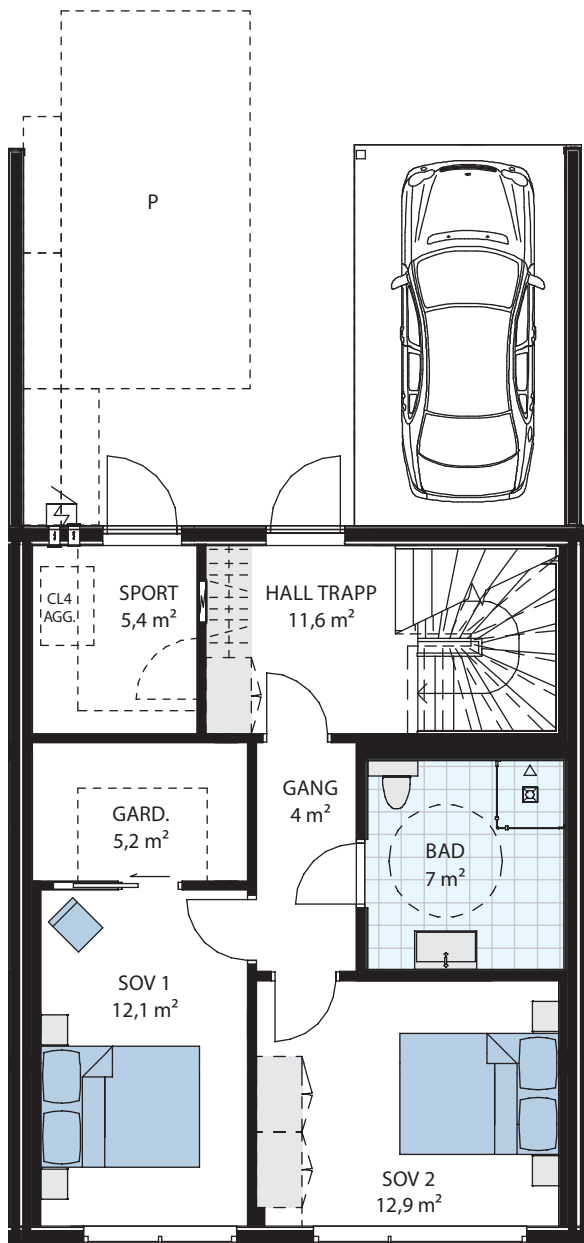 P
CL4
AGG.
SPORT
5,4 m²
HALL TRAPP
11,6 m²
GARD.
5,2 m²
GANG
4 m²
BAD
7 m²
SOV 1
12,1 m²
SOV 2
12,9 m²